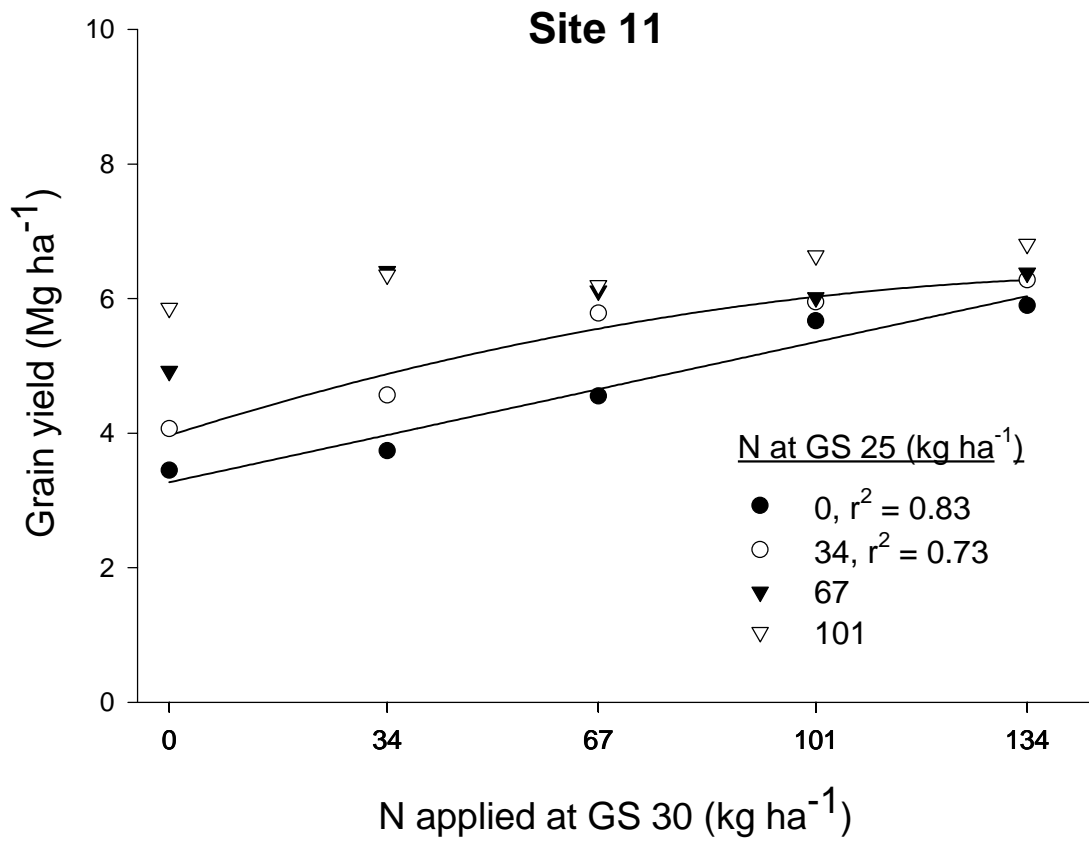 Site 11
10
8
6
4
2
0
Grain yield (Mg ha⁻¹)
N at GS 25 (kg ha⁻¹)
0, r² = 0.83
34, r² = 0.73
67
101
0 34 67 101 134
N applied at GS 30 (kg ha⁻¹)